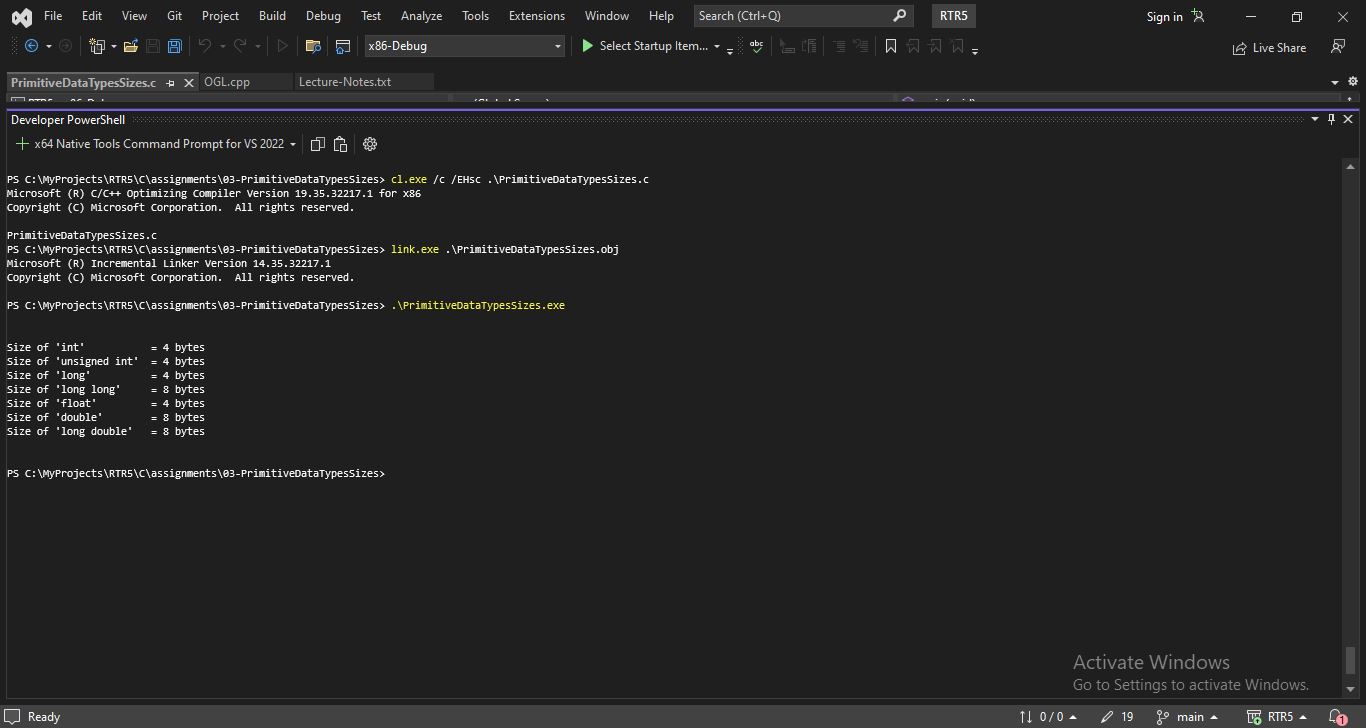 File Edit View Git Project Build Debug Test Analyze Tools Extensions Window Help Search (Ctrl+Q) RTR5 Sign in
x86-Debug Select Startup Item... abc Live Share
PrimitiveDataTypesSizes.c OGL.cpp Lecture-Notes.txt
Developer PowerShell
x64 Native Tools Command Prompt for VS 2022
PS C:\MyProjects\RTR5\C\assignments\03-PrimitiveDataTypesSizes> cl.exe /c /EHsc .\PrimitiveDataTypesSizes.c
Microsoft (R) C/C++ Optimizing Compiler Version 19.35.32217.1 for x86
Copyright (C) Microsoft Corporation.  All rights reserved.
PrimitiveDataTypesSizes.c
PS C:\MyProjects\RTR5\C\assignments\03-PrimitiveDataTypesSizes> link.exe .\PrimitiveDataTypesSizes.obj
Microsoft (R) Incremental Linker Version 14.35.32217.1
Copyright (C) Microsoft Corporation.  All rights reserved.
PS C:\MyProjects\RTR5\C\assignments\03-PrimitiveDataTypesSizes> .\PrimitiveDataTypesSizes.exe
Size of 'int'           = 4 bytes
Size of 'unsigned int'  = 4 bytes
Size of 'long'          = 4 bytes
Size of 'long long'     = 8 bytes
Size of 'float'         = 4 bytes
Size of 'double'        = 8 bytes
Size of 'long double'   = 8 bytes
PS C:\MyProjects\RTR5\C\assignments\03-PrimitiveDataTypesSizes>
Activate Windows
Go to Settings to activate Windows.
Ready 0 / 0 19 main RTR5 1